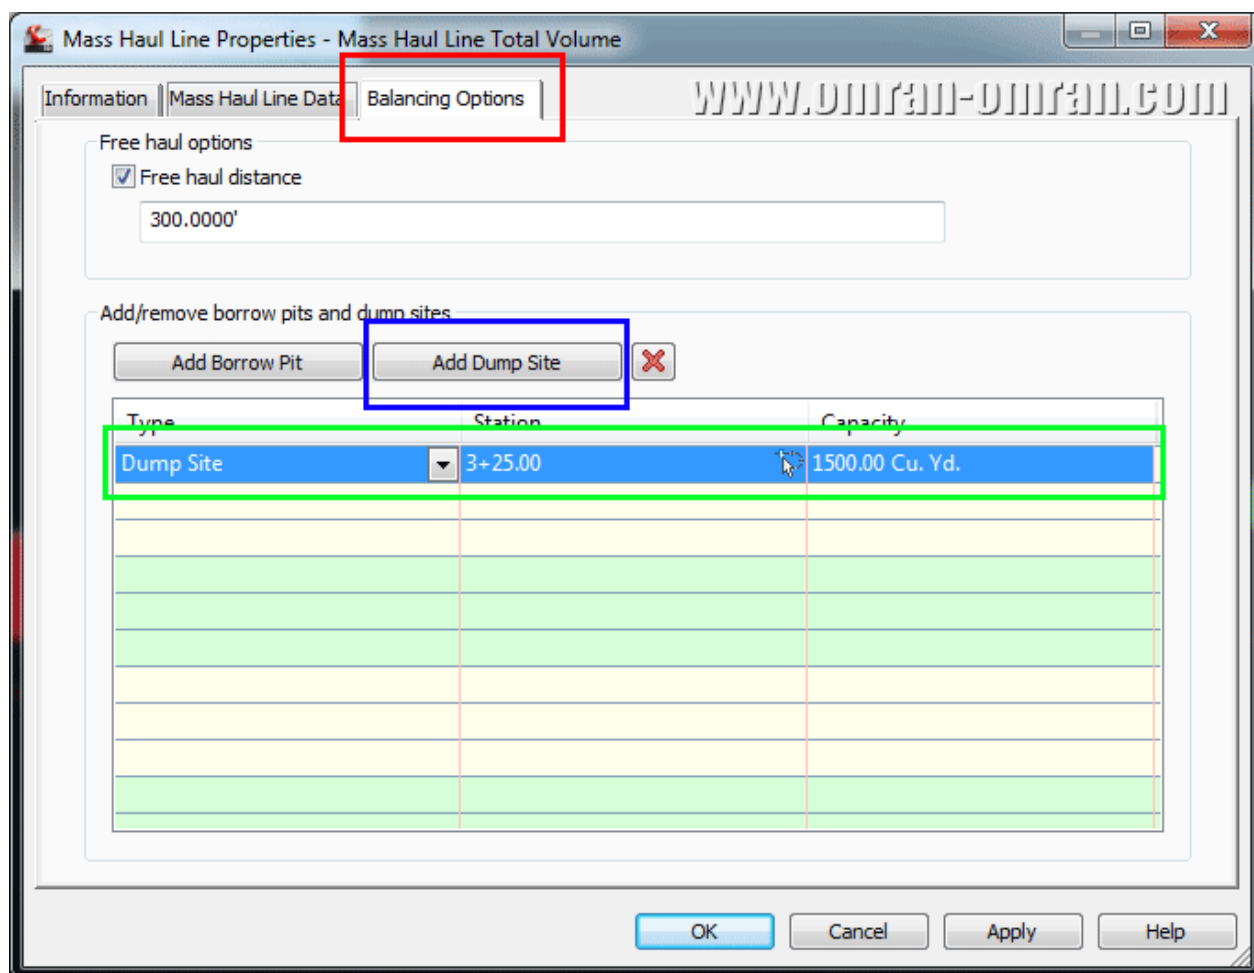 Mass Haul Line Properties - Mass Haul Line Total Volume
Information Mass Haul Line Data Balancing Options
www.omran-omran.com
Free haul options
Free haul distance
300.0000'
Add/remove borrow pits and dump sites
Add Borrow Pit Add Dump Site
Type Station Capacity
Dump Site 3+25.00 1500.00 Cu. Yd.
OK Cancel Apply Help